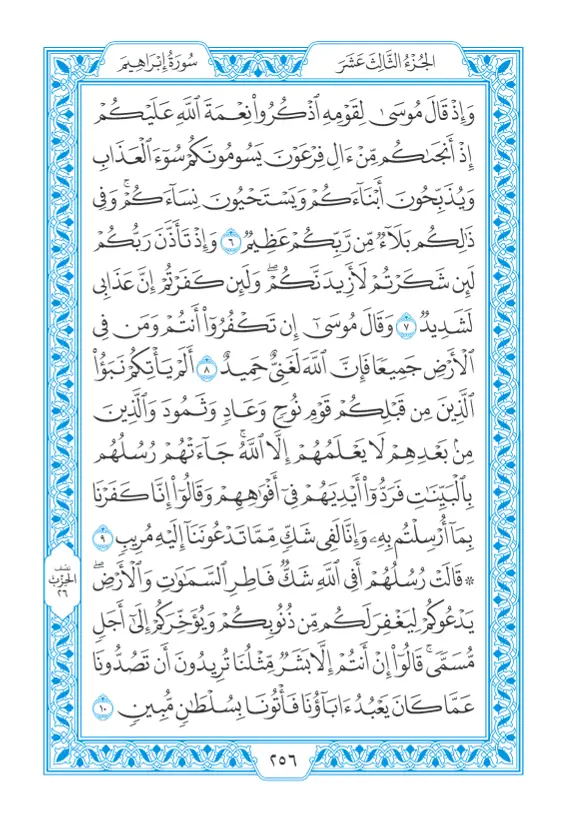 الجُزْءُ الثَّالِثَ عَشَرَ
سُورَةُ إِبْرَاهِيمَ
وَإِذْ قَالَ مُوسَىٰ لِقَوْمِهِ ٱذْكُرُوا۟ نِعْمَةَ ٱللَّهِ عَلَيْكُمْ
إِذْ أَنجَىٰكُم مِّنْ ءَالِ فِرْعَوْنَ يَسُومُونَكُمْ سُوٓءَ ٱلْعَذَابِ
وَيُذَبِّحُونَ أَبْنَآءَكُمْ وَيَسْتَحْيُونَ نِسَآءَكُمْ ۚ وَفِى
ذَٰلِكُم بَلَآءٌ مِّن رَّبِّكُمْ عَظِيمٌ ٦ وَإِذْ تَأَذَّنَ رَبُّكُمْ
لَئِن شَكَرْتُمْ لَأَزِيدَنَّكُمْ ۖ وَلَئِن كَفَرْتُمْ إِنَّ عَذَابِى
لَشَدِيدٌ ٧ وَقَالَ مُوسَىٰٓ إِن تَكْفُرُوٓا۟ أَنتُمْ وَمَن فِى
ٱلْأَرْضِ جَمِيعًا فَإِنَّ ٱللَّهَ لَغَنِىٌّ حَمِيدٌ ٨ أَلَمْ يَأْتِكُمْ نَبَؤُا۟
ٱلَّذِينَ مِن قَبْلِكُمْ قَوْمِ نُوحٍ وَعَادٍ وَثَمُودَ وَٱلَّذِينَ
مِنۢ بَعْدِهِمْ لَا يَعْلَمُهُمْ إِلَّا ٱللَّهُ ۚ جَآءَتْهُمْ رُسُلُهُم
بِٱلْبَيِّنَٰتِ فَرَدُّوٓا۟ أَيْدِيَهُمْ فِىٓ أَفْوَٰهِهِمْ وَقَالُوٓا۟ إِنَّا كَفَرْنَا
بِمَآ أُرْسِلْتُم بِهِۦ وَإِنَّا لَفِى شَكٍّ مِّمَّا تَدْعُونَنَآ إِلَيْهِ مُرِيبٍ ٩
۞ قَالَتْ رُسُلُهُمْ أَفِى ٱللَّهِ شَكٌّ فَاطِرِ ٱلسَّمَٰوَٰتِ وَٱلْأَرْضِ ۖ
نِصْفُ
الحِزْبِ
٢٦
يَدْعُوكُمْ لِيَغْفِرَ لَكُم مِّن ذُنُوبِكُمْ وَيُؤَخِّرَكُمْ إِلَىٰٓ أَجَلٍ
مُّسَمًّى ۚ قَالُوٓا۟ إِنْ أَنتُمْ إِلَّا بَشَرٌ مِّثْلُنَا تُرِيدُونَ أَن تَصُدُّونَا
عَمَّا كَانَ يَعْبُدُ ءَابَآؤُنَا فَأْتُونَا بِسُلْطَٰنٍ مُّبِينٍ ١٠
٢٥٦